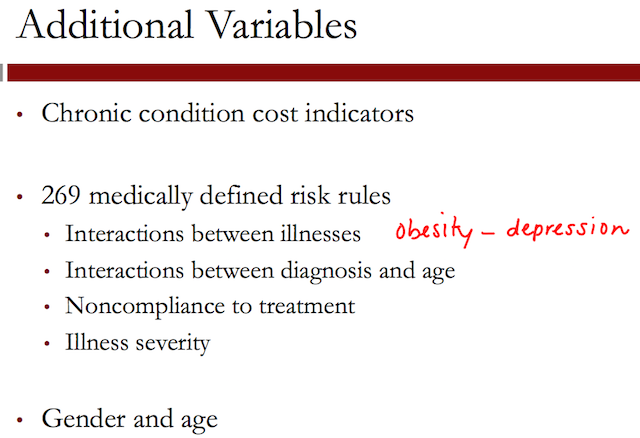 Additional Variables
• Chronic condition cost indicators
• 269 medically defined risk rules
• Interactions between illnesses obesity – depression
• Interactions between diagnosis and age
• Noncompliance to treatment
• Illness severity
• Gender and age